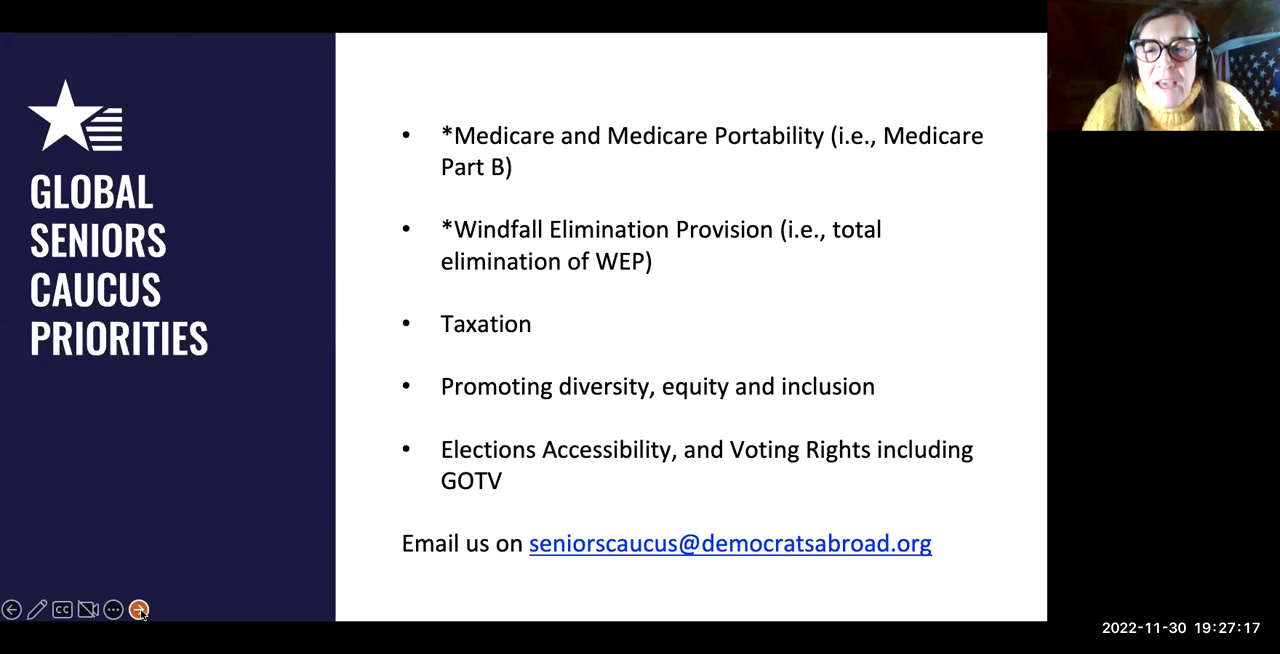 GLOBAL
SENIORS
CAUCUS
PRIORITIES
• *Medicare and Medicare Portability (i.e., Medicare
Part B)
• *Windfall Elimination Provision (i.e., total
elimination of WEP)
• Taxation
• Promoting diversity, equity and inclusion
• Elections Accessibility, and Voting Rights including
GOTV
Email us on seniorscaucus@democratsabroad.org
CC
2022-11-30 19:27:17